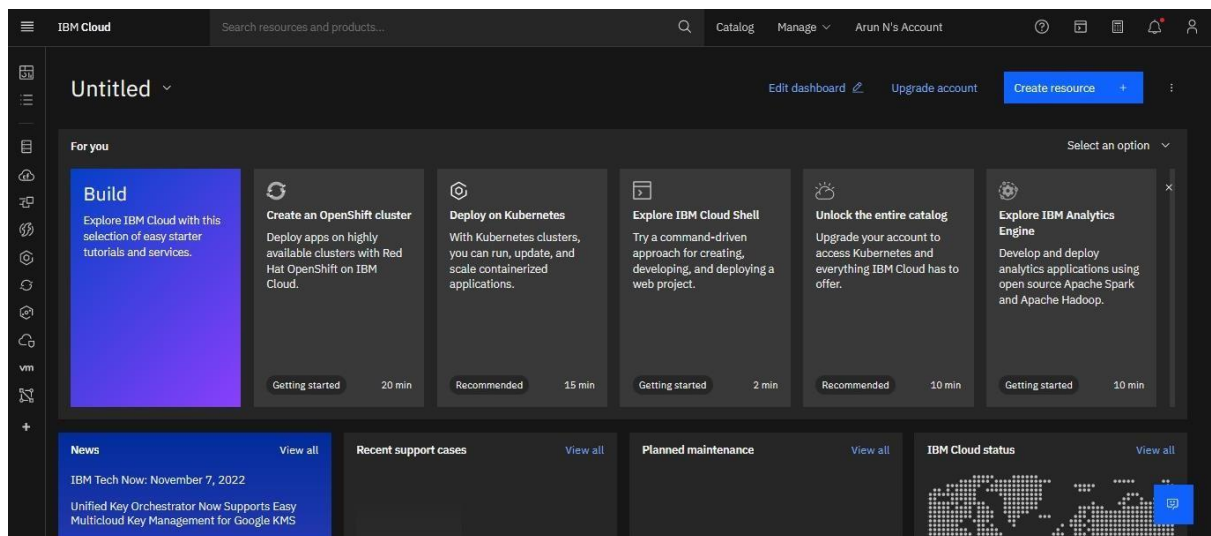 IBM Cloud
Search resources and products...
Catalog
Manage
Arun N's Account
Untitled
Edit dashboard
Upgrade account
Create resource +
For you
Select an option
Build
Explore IBM Cloud with this
selection of easy starter
tutorials and services.
Create an OpenShift cluster
Deploy apps on highly
available clusters with Red
Hat OpenShift on IBM
Cloud.
Getting started
20 min
Deploy on Kubernetes
With Kubernetes clusters,
you can run, update, and
scale containerized
applications.
Recommended
15 min
Explore IBM Cloud Shell
Try a command-driven
approach for creating,
developing, and deploying a
web project.
Getting started
2 min
Unlock the entire catalog
Upgrade your account to
access Kubernetes and
everything IBM Cloud has to
offer.
Recommended
10 min
Explore IBM Analytics
Engine
Develop and deploy
analytics applications using
open source Apache Spark
and Apache Hadoop.
Getting started
10 min
vm
News
View all
IBM Tech Now: November 7, 2022
Unified Key Orchestrator Now Supports Easy
Multicloud Key Management for Google KMS
Recent support cases
View all
Planned maintenance
View all
IBM Cloud status
View all